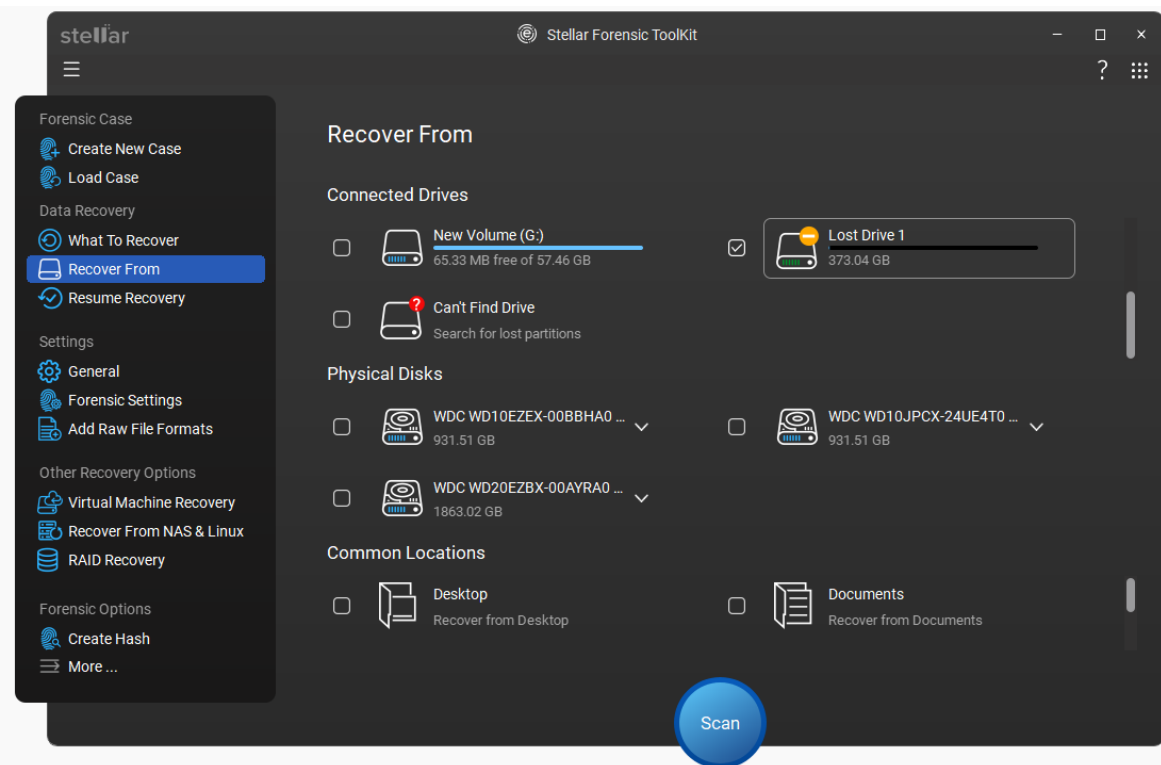 stellar
Stellar Forensic ToolKit
?
Forensic Case
Create New Case
Load Case
Data Recovery
What To Recover
Recover From
Resume Recovery
Settings
General
Forensic Settings
Add Raw File Formats
Other Recovery Options
Virtual Machine Recovery
Recover From NAS & Linux
RAID Recovery
Forensic Options
Create Hash
More ...
Recover From
Connected Drives
New Volume (G:)
65.33 MB free of 57.46 GB
Lost Drive 1
373.04 GB
?
Can't Find Drive
Search for lost partitions
Physical Disks
WDC WD10EZEX-00BBHA0 ...
931.51 GB
WDC WD10JPCX-24UE4T0 ...
931.51 GB
WDC WD20EZBX-00AYRA0 ...
1863.02 GB
Common Locations
Desktop
Recover from Desktop
Documents
Recover from Documents
Scan